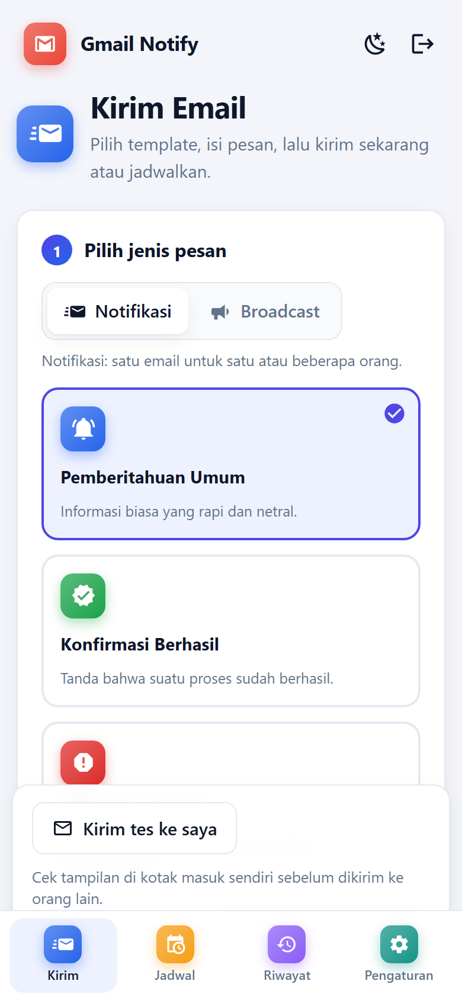 Gmail Notify
Kirim Email
Pilih template, isi pesan, lalu kirim sekarang
atau jadwalkan.
1 Pilih jenis pesan
Notifikasi Broadcast
Notifikasi: satu email untuk satu atau beberapa orang.
Pemberitahuan Umum
Informasi biasa yang rapi dan netral.
Konfirmasi Berhasil
Tanda bahwa suatu proses sudah berhasil.
Kirim tes ke saya
Cek tampilan di kotak masuk sendiri sebelum dikirim ke
orang lain.
Kirim Jadwal Riwayat Pengaturan